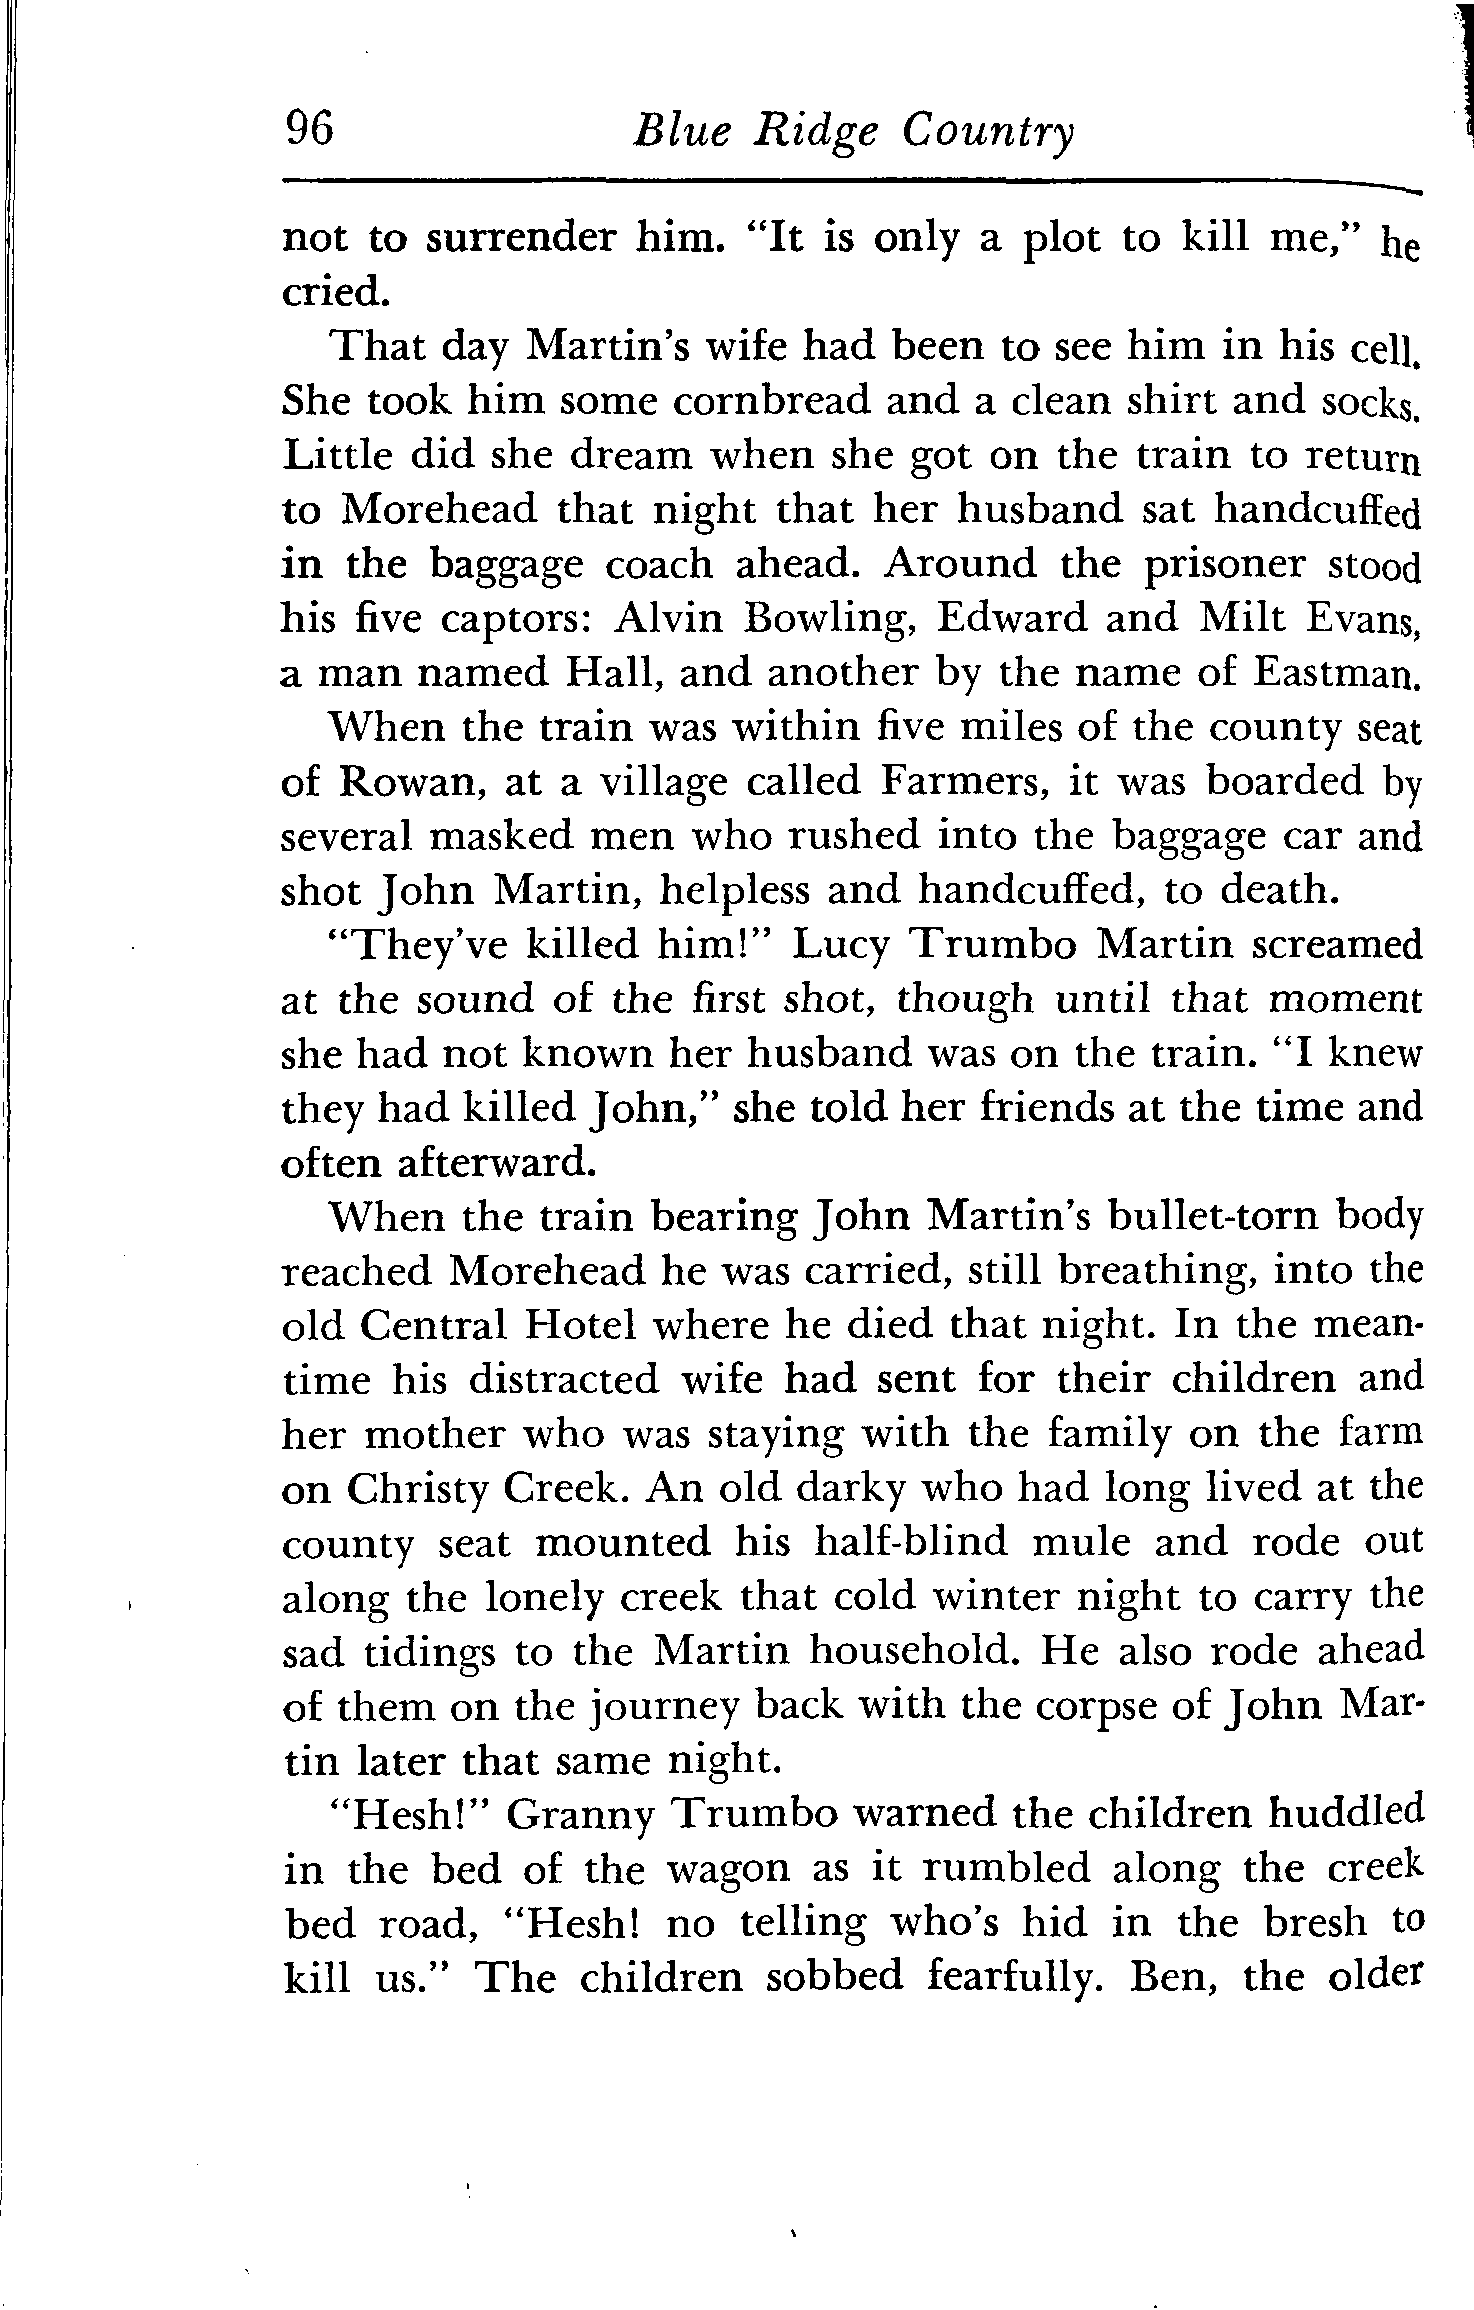 96 Blue Ridge Country
not to surrender him. “It is only a plot to kill me,” he
cried.
That day Martin’s wife had been to see him in his cell.
She took him some cornbread and a clean shirt and socks.
Little did she dream when she got on the train to return
to Morehead that night that her husband sat handcuffed
in the baggage coach ahead. Around the prisoner stood
his five captors: Alvin Bowling, Edward and Milt Evans,
a man named Hall, and another by the name of Eastman.
When the train was within five miles of the county seat
of Rowan, at a village called Farmers, it was boarded by
several masked men who rushed into the baggage car and
shot John Martin, helpless and handcuffed, to death.
“They’ve killed him!” Lucy Trumbo Martin screamed
at the sound of the first shot, though until that moment
she had not known her husband was on the train. “I knew
they had killed John,” she told her friends at the time and
often afterward.
When the train bearing John Martin’s bullet-torn body
reached Morehead he was carried, still breathing, into the
old Central Hotel where he died that night. In the mean-
time his distracted wife had sent for their children and
her mother who was staying with the family on the farm
on Christy Creek. An old darky who had long lived at the
county seat mounted his half-blind mule and rode out
along the lonely creek that cold winter night to carry the
sad tidings to the Martin household. He also rode ahead
of them on the journey back with the corpse of John Mar-
tin later that same night.
“Hesh!” Granny Trumbo warned the children huddled
in the bed of the wagon as it rumbled along the creek
bed road, “Hesh! no telling who’s hid in the bresh to
kill us.” The children sobbed fearfully. Ben, the older